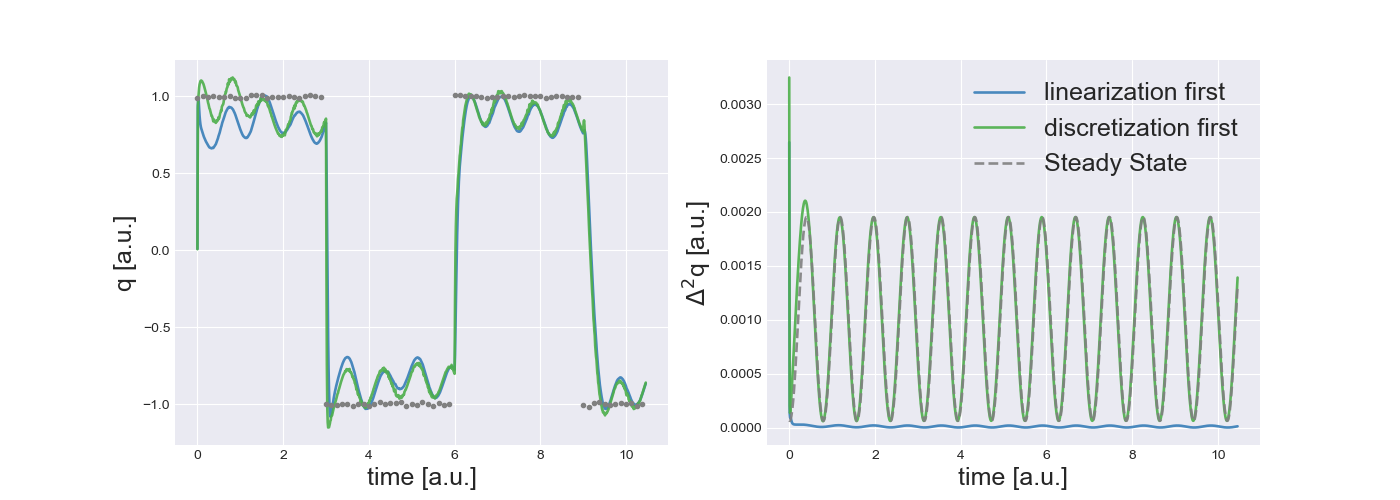 1.0
0.5
0.0
−0.5
−1.0
q [a.u.]
0 2 4 6 8 10
time [a.u.]
0.0030
0.0025
0.0020
0.0015
0.0010
0.0005
0.0000
Δ²q [a.u.]
linearization first
discretization first
Steady State
0 2 4 6 8 10
time [a.u.]